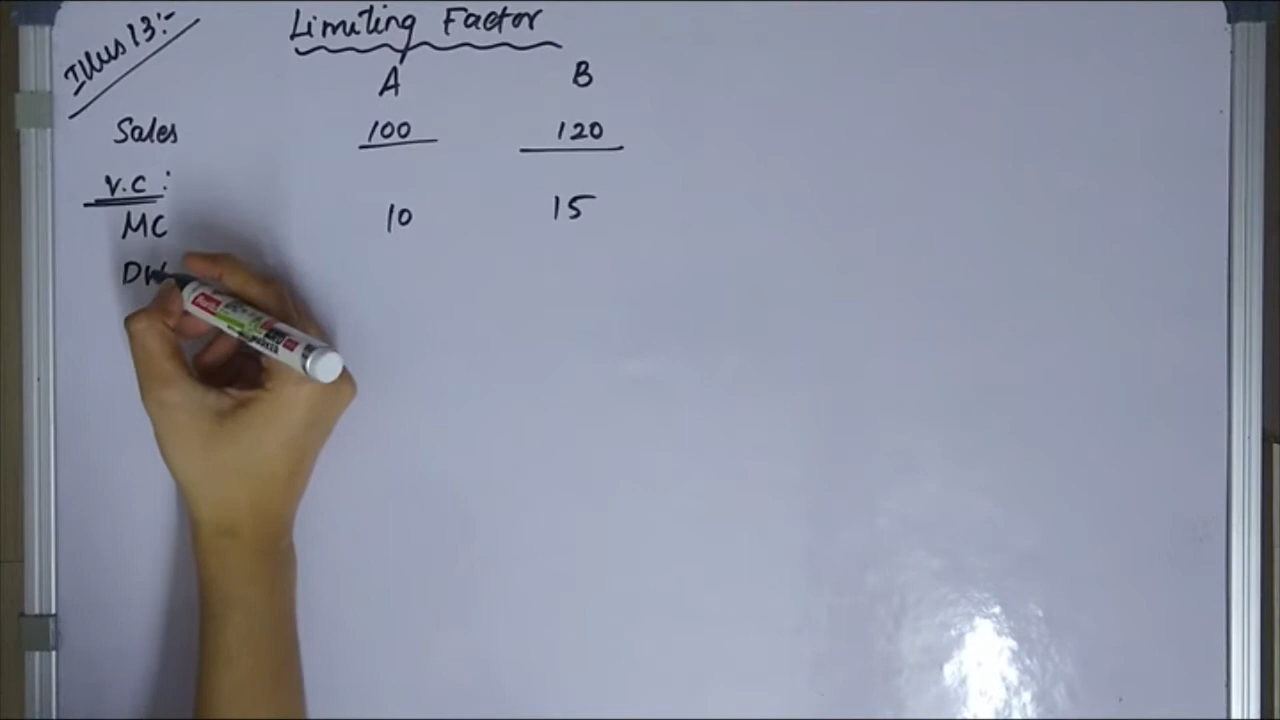 Illus 13:-
Limiting Factor
A B
Sales 100 120
V.C :
MC 10 15
DW